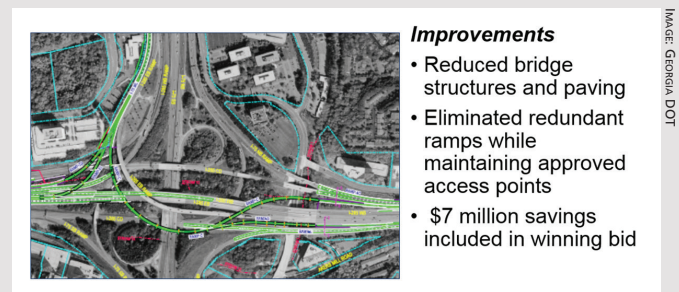 Improvements
• Reduced bridge
structures and paving
• Eliminated redundant
ramps while
maintaining approved
access points
• $7 million savings
included in winning bid
IMAGE: GEORGIA DOT